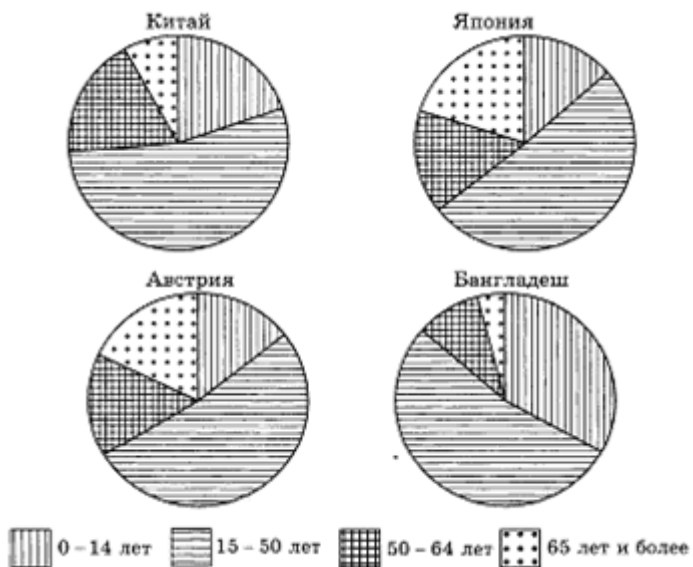 Китай
Япония
Австрия
Бангладеш
0 – 14 лет 15 – 50 лет 50 – 64 лет 65 лет и более